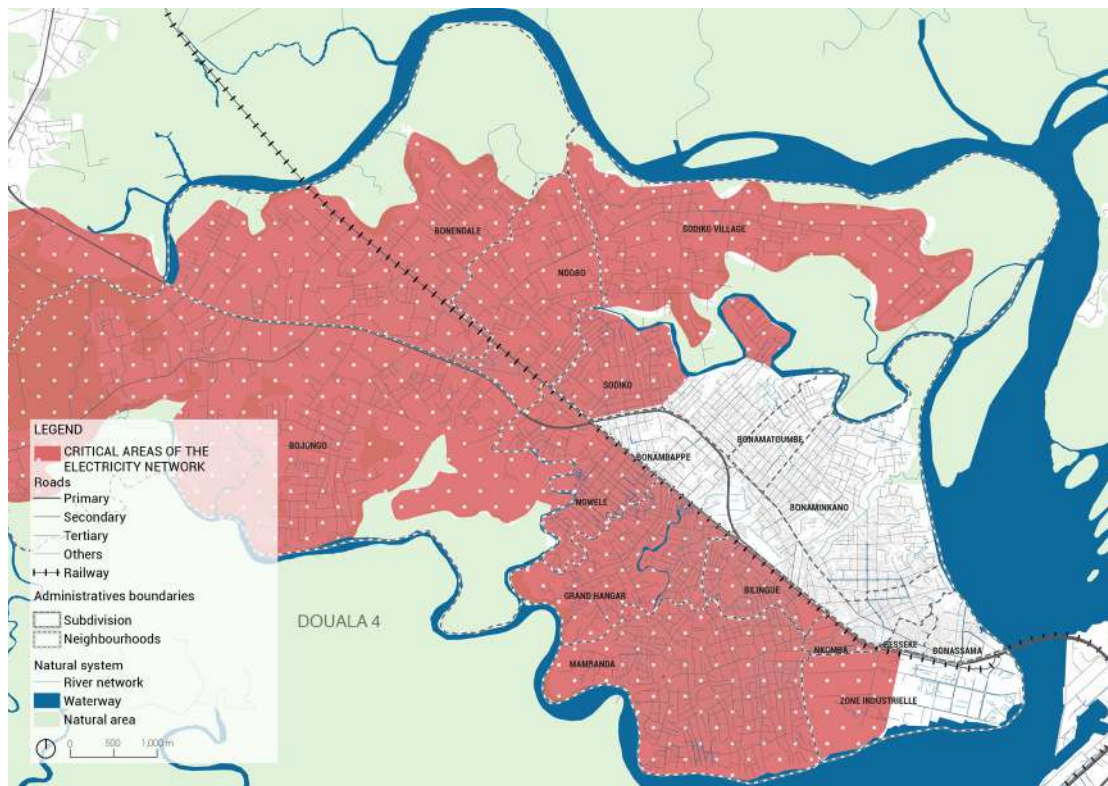 BONENDALE
SODIKO VILLAGE
NDOBO
SODIKO
BONAMATOUMBE
BOJONGO
BONAMBAPPE
NGWELE
BONAMINKANO
BILINGUE
GRAND HANGAR
DOUALA 4
MAMBANDA
NKOMBA
BESSEKE
BONASSAMA
ZONE INDUSTRIELLE
LEGEND
CRITICAL AREAS OF THE
ELECTRICITY NETWORK
Roads
Primary
Secondary
Tertiary
Others
Railway
Administratives boundaries
Subdivision
Neighbourhoods
Natural system
River network
Waterway
Natural area
0 500 1,000 m